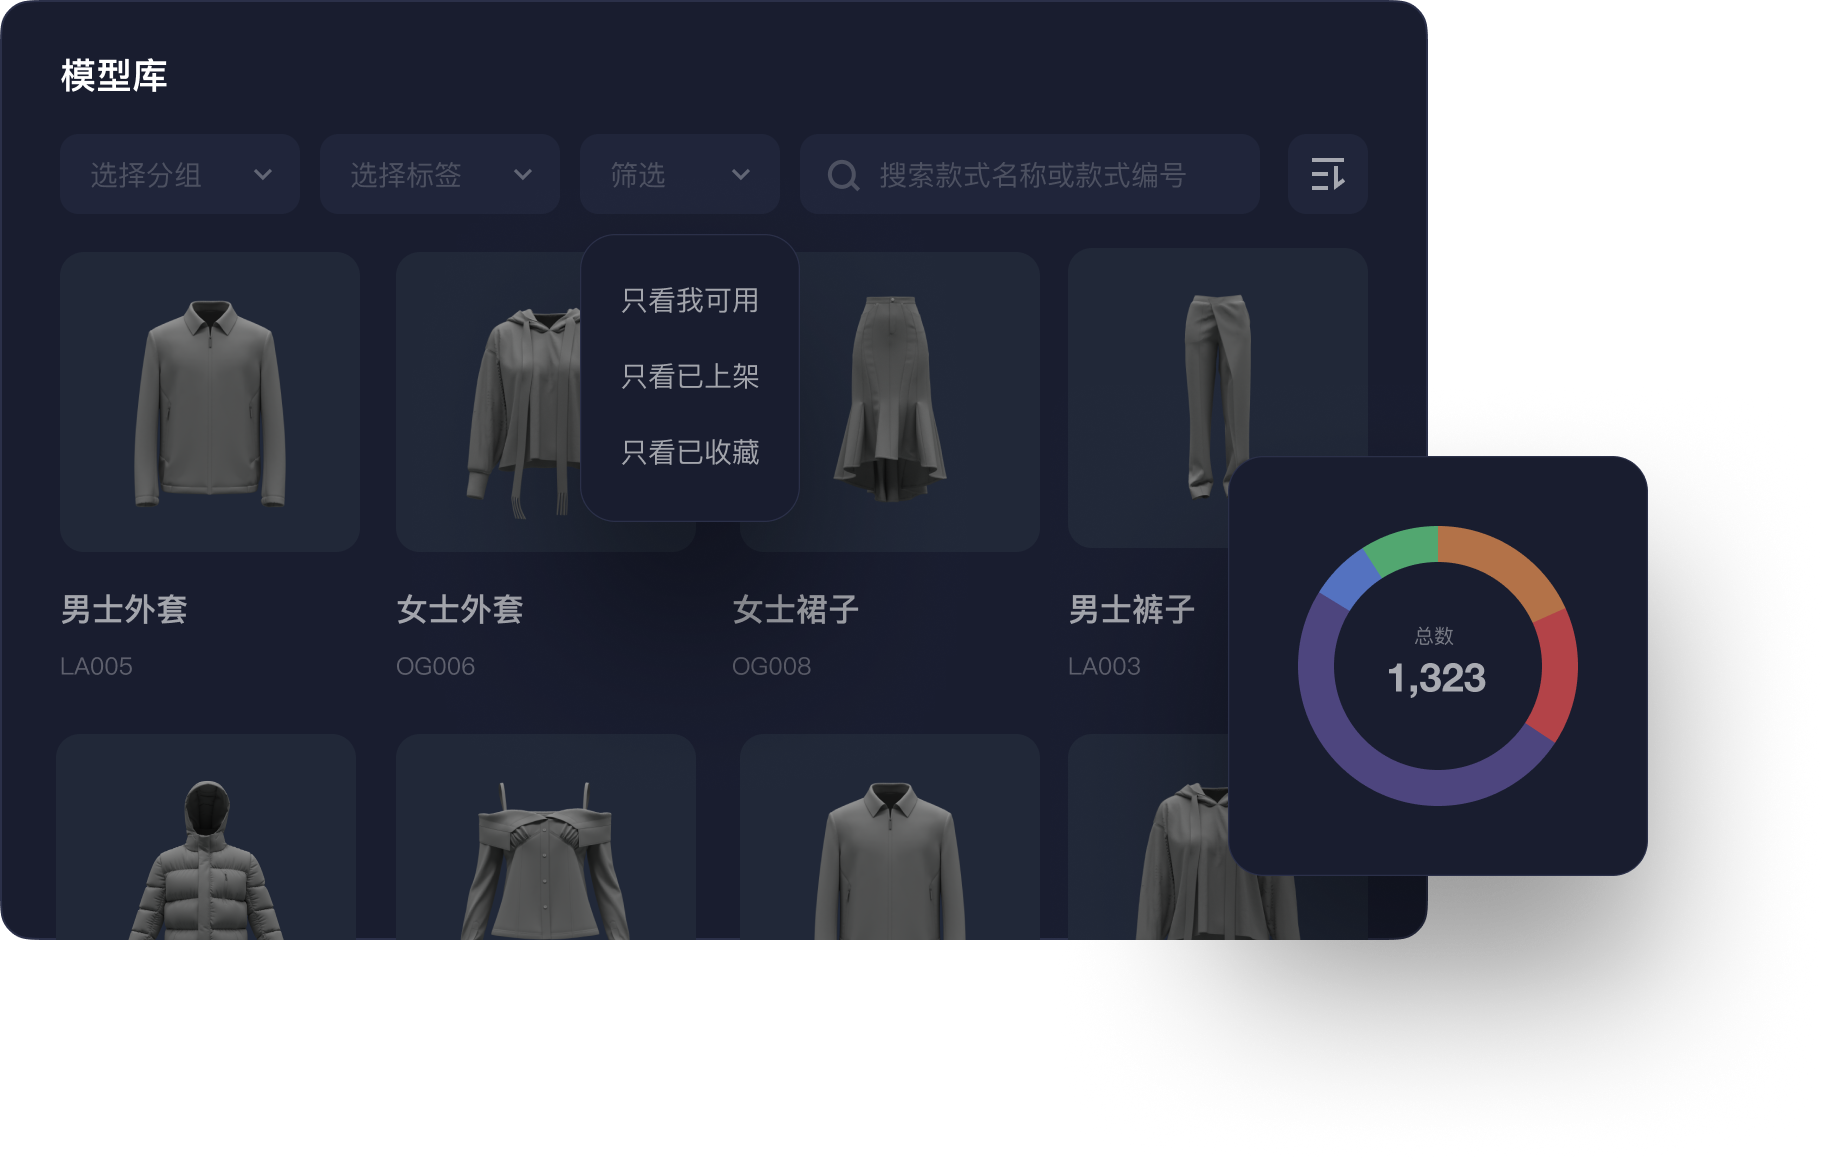 模型库
选择分组
选择标签
筛选
搜索款式名称或款式编号
只看我可用
只看已上架
只看已收藏
男士外套
女士外套
女士裙子
男士裤子
LA005
OG006
OG008
LA003
总数
1,323